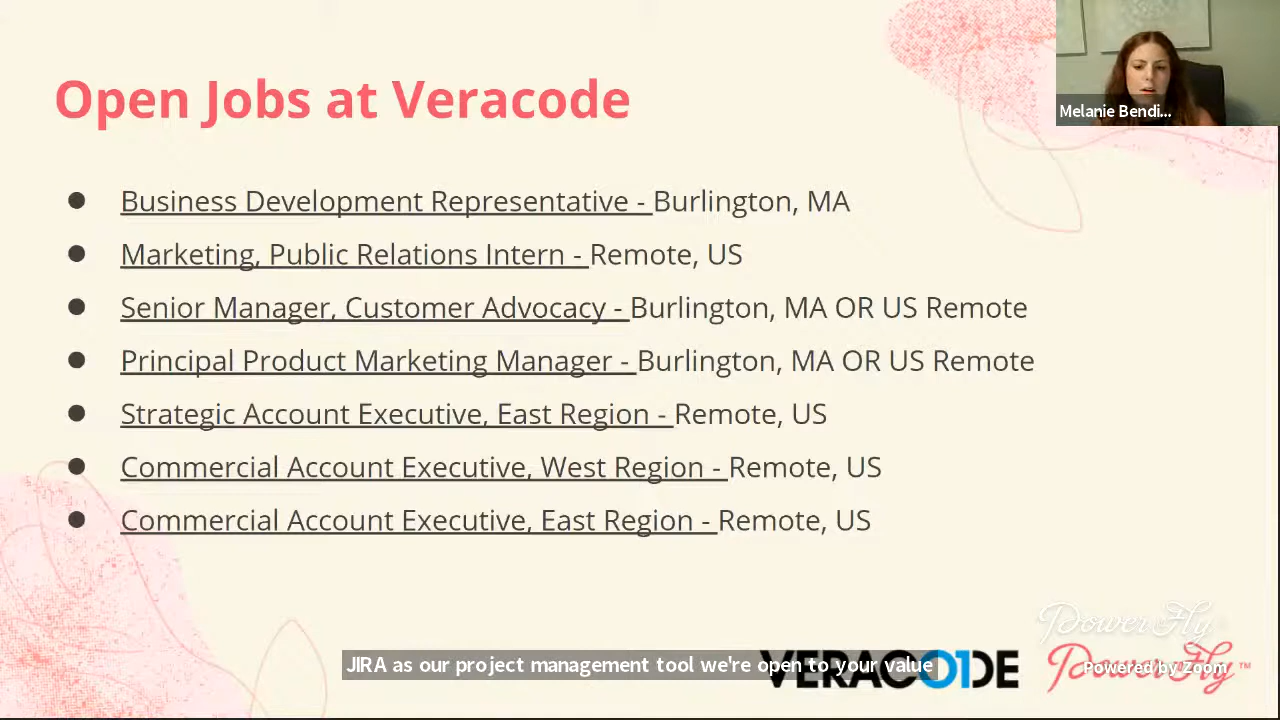 Open Jobs at Veracode
Melanie Bendi...
● Business Development Representative - Burlington, MA
● Marketing, Public Relations Intern - Remote, US
● Senior Manager, Customer Advocacy - Burlington, MA OR US Remote
● Principal Product Marketing Manager - Burlington, MA OR US Remote
● Strategic Account Executive, East Region - Remote, US
● Commercial Account Executive, West Region - Remote, US
● Commercial Account Executive, East Region - Remote, US
PowerToFly
JIRA as our project management tool we're open to your value
VERACODE
PowerToFly™
Powered by Zoom